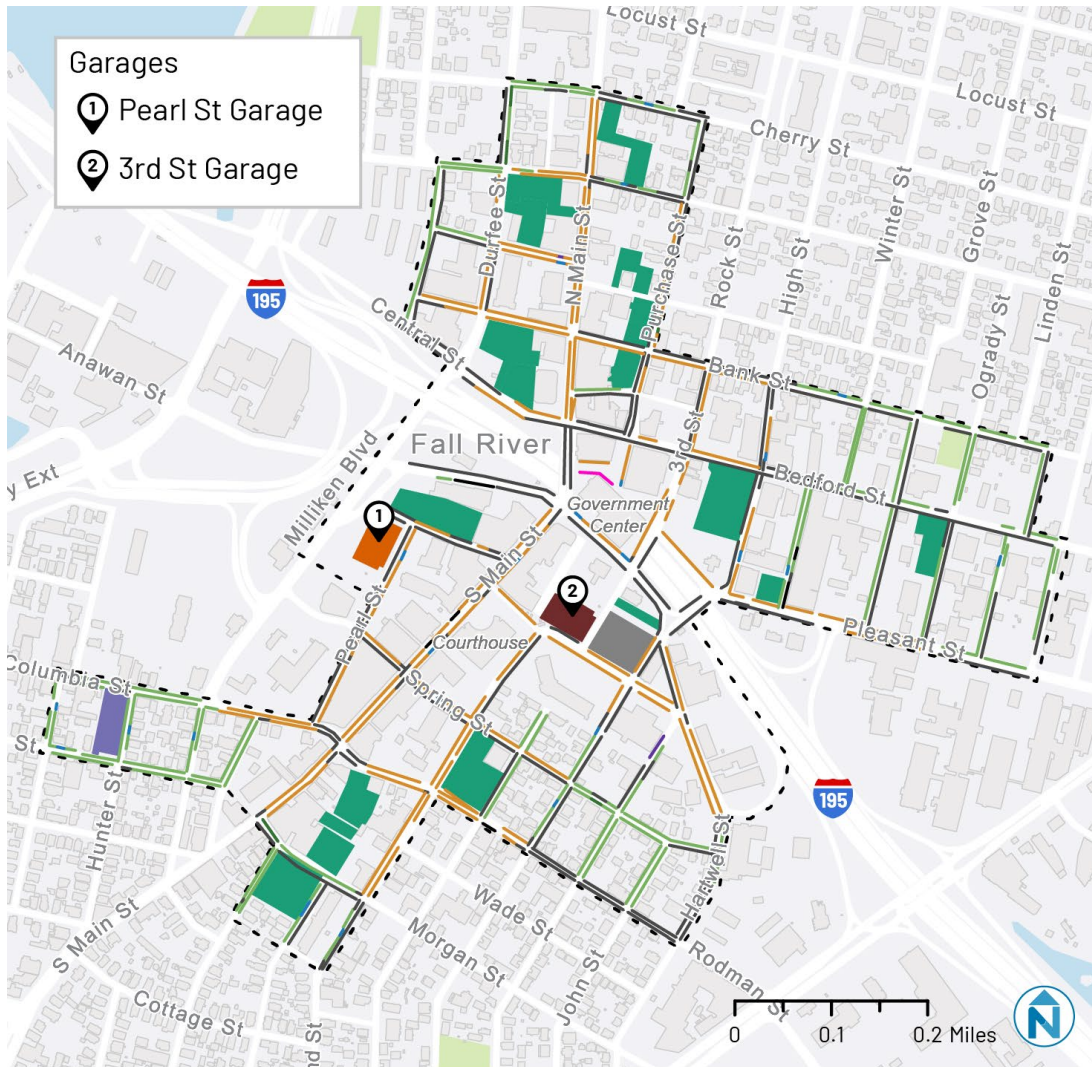 Garages
1 Pearl St Garage
2 3rd St Garage
Locust St
Locust St
Cherry St
Winter St
Grove St
Linden St
Durfee St
N Main St
Purchase St
Rock St
High St
Ogrady St
195
Central St
Anawan St
Bank St
3rd St
Milliken Blvd
Fall River
y Ext
Bedford St
Government
Center
1
S Main St
2
Pearl St
Courthouse
Pleasant St
Columbia St
Spring St
St
195
Hunter St
Hartwell St
S Main St
Wade St
Morgan St
John St
Rodman St
Cottage St
nd St
0 0.1 0.2 Miles
N